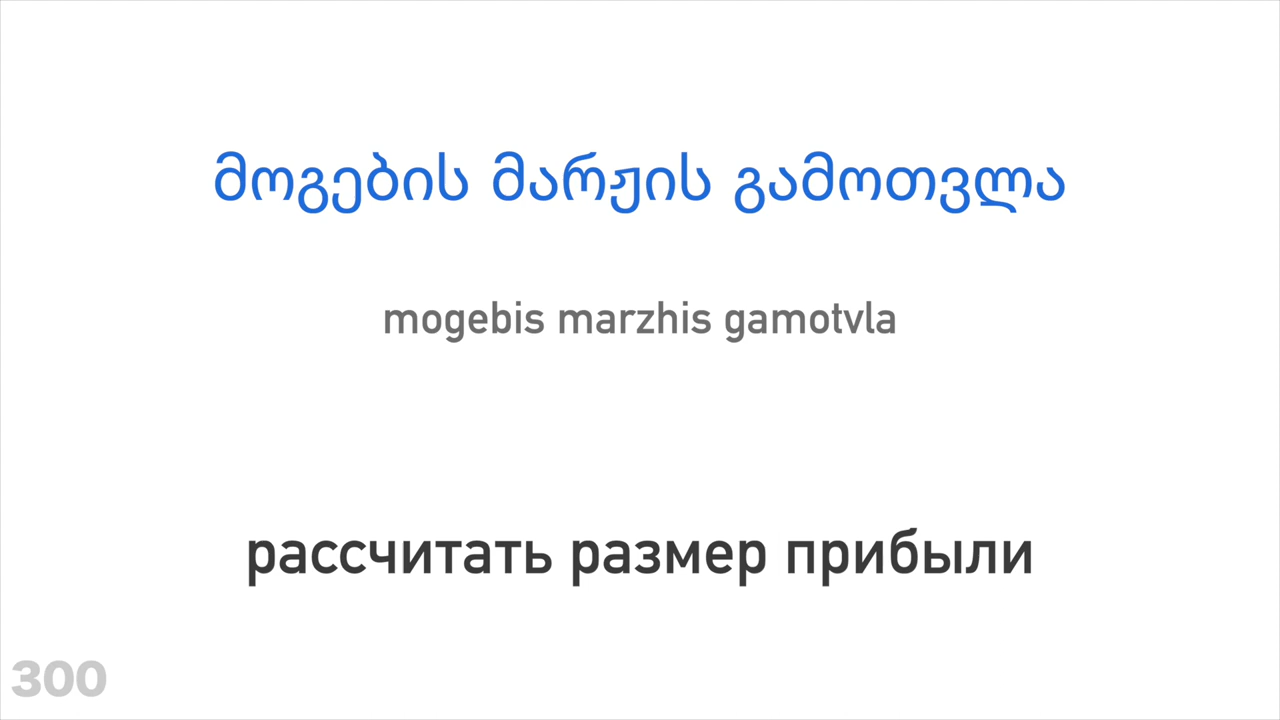 მოგების მარჟის გამოთვლა
mogebis marzhis gamotvla
рассчитать размер прибыли
300